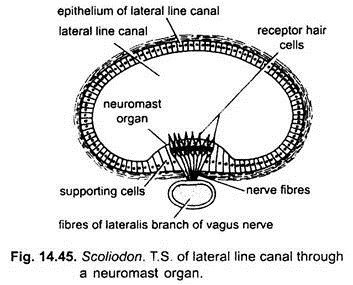 epithelium of lateral line canal
lateral line canal
receptor hair
cells
neuromast
organ
supporting cells
nerve fibres
fibres of lateralis branch of vagus nerve
Fig. 14.45. Scoliodon. T.S. of lateral line canal through
a neuromast organ.